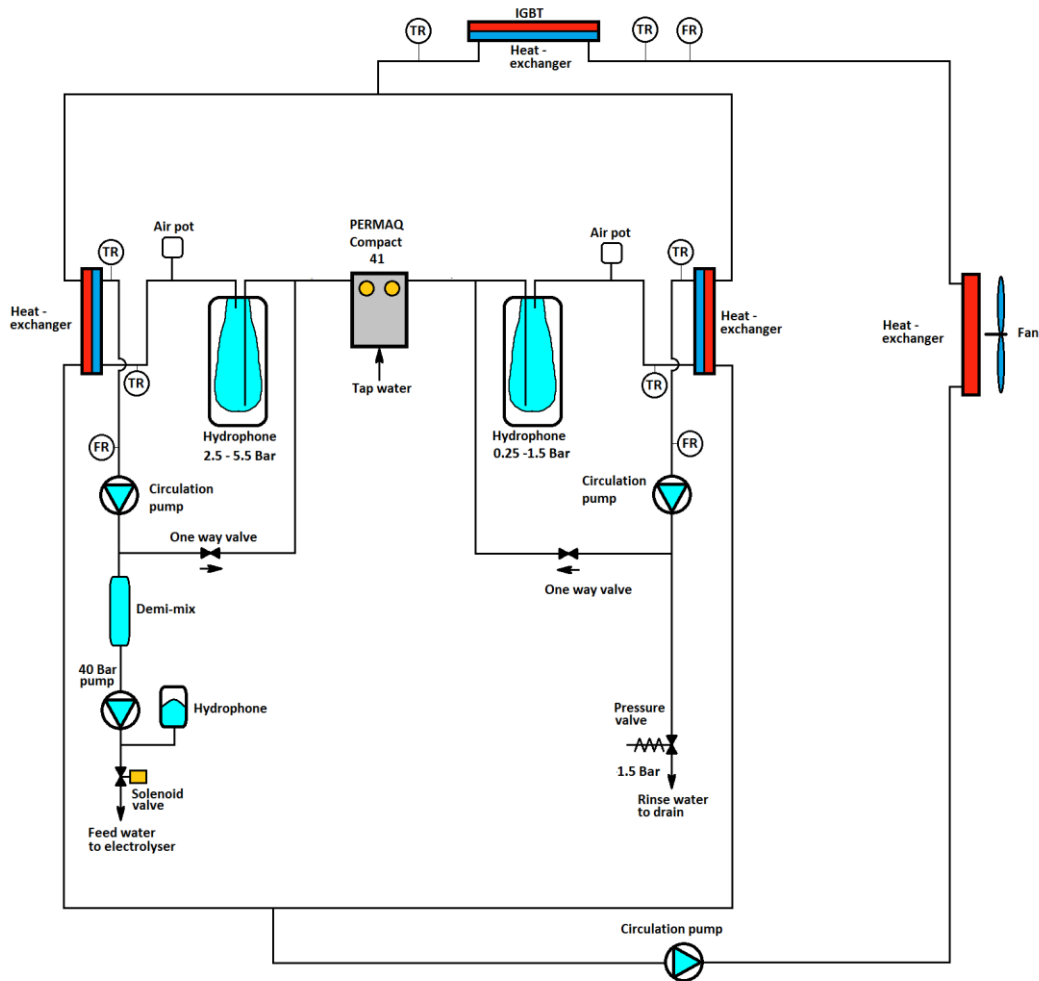 IGBT
TR
TR
FR
Heat -
exchanger
PERMAQ
Compact
41
Air pot
Air pot
TR
TR
Heat -
exchanger
Heat -
exchanger
Heat -
exchanger
Fan
TR
TR
Tap water
Hydrophone
2.5 - 5.5 Bar
Hydrophone
0.25 -1.5 Bar
FR
FR
Circulation
pump
Circulation
pump
One way valve
One way valve
Demi-mix
40 Bar
pump
Hydrophone
Pressure
valve
1.5 Bar
Solenoid
valve
Rinse water
to drain
Feed water
to electrolyser
Circulation pump